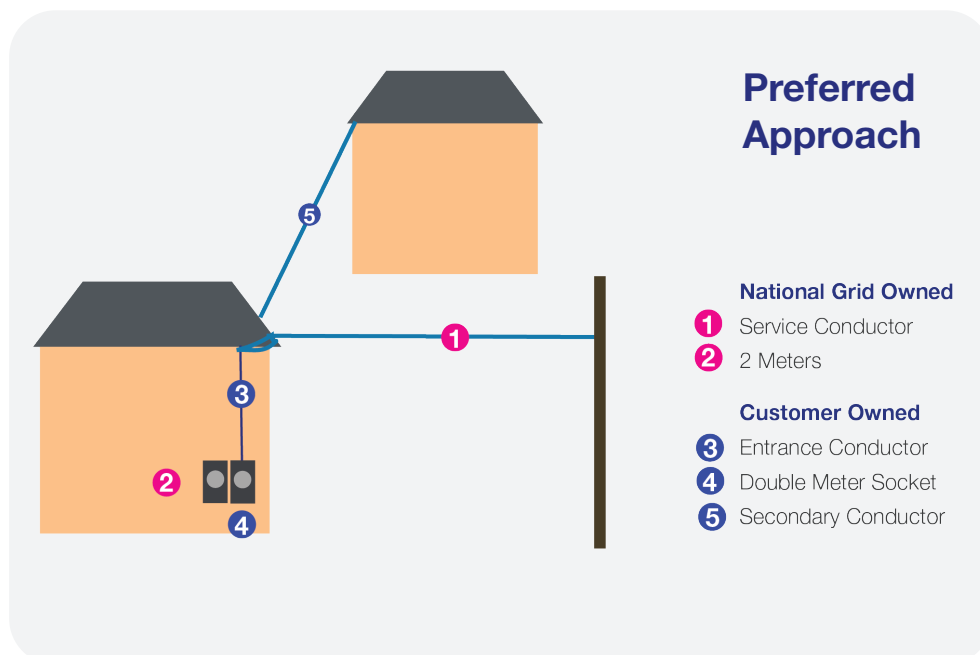 Preferred
Approach
5
1
3
2
4
National Grid Owned
1 Service Conductor
2 2 Meters
Customer Owned
3 Entrance Conductor
4 Double Meter Socket
5 Secondary Conductor